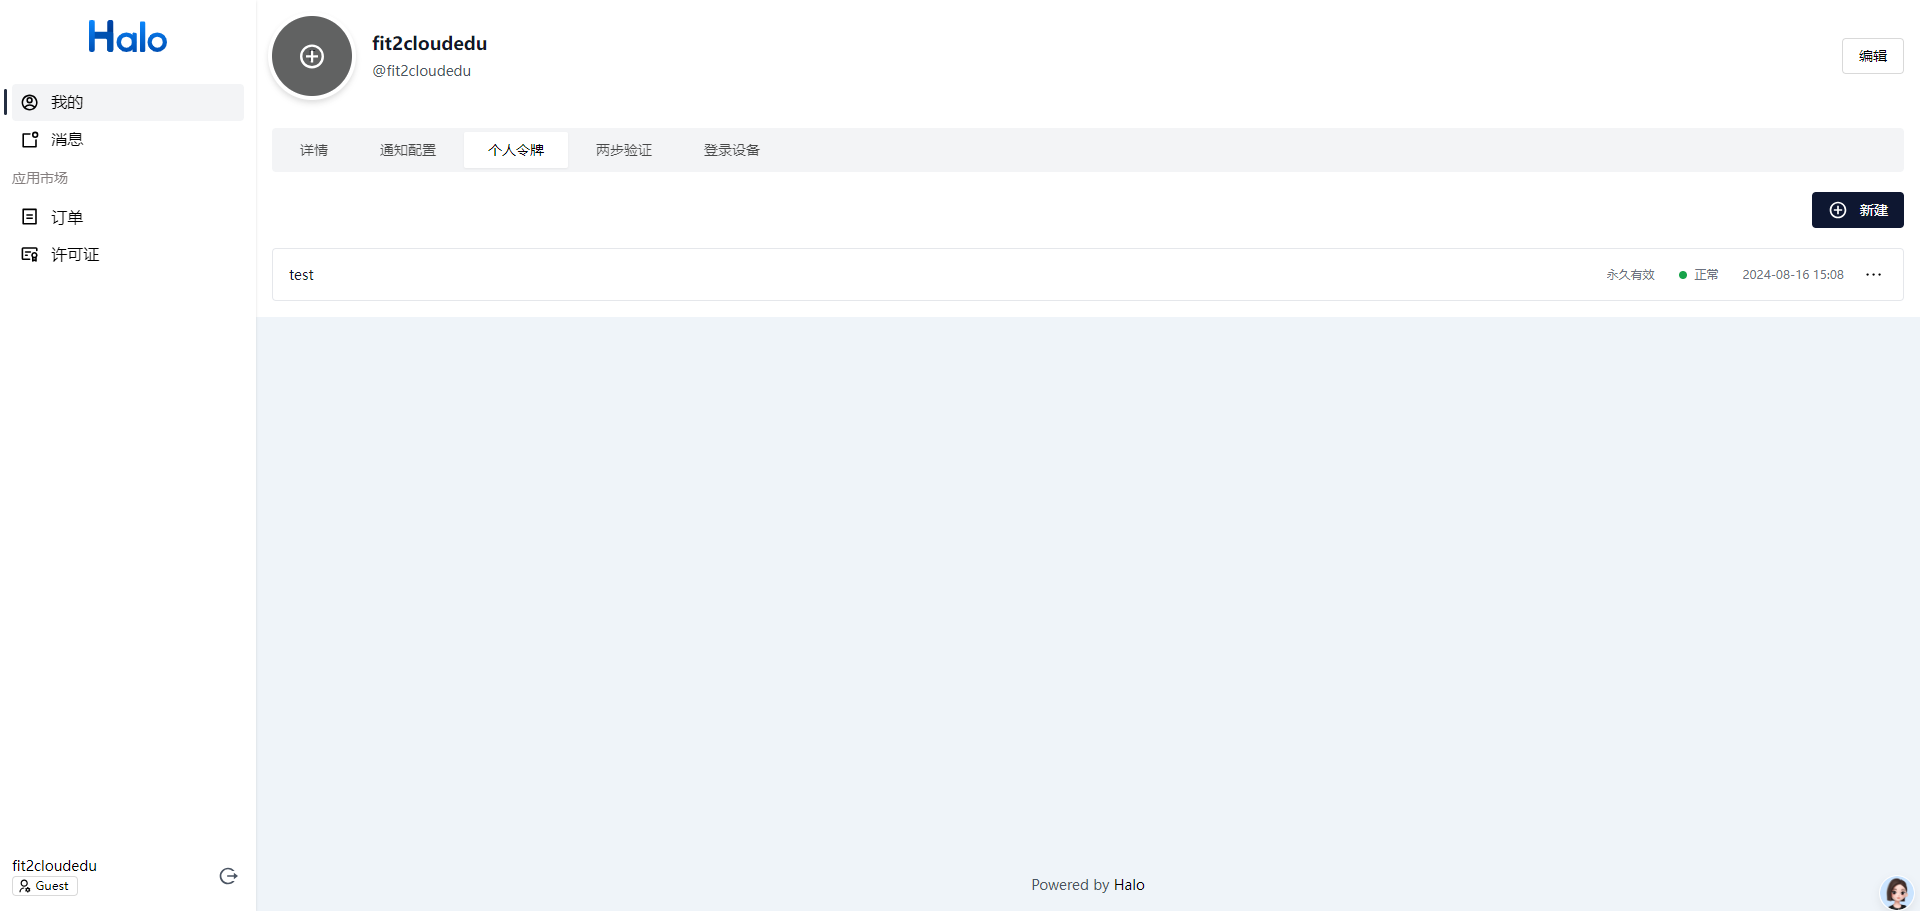 Halo
我的
消息
应用市场
订单
许可证
fit2cloudedu
@fit2cloudedu
编辑
详情 通知配置 个人令牌 两步验证 登录设备
新建
test 永久有效 正常 2024-08-16 15:08
fit2cloudedu
Guest
Powered by Halo